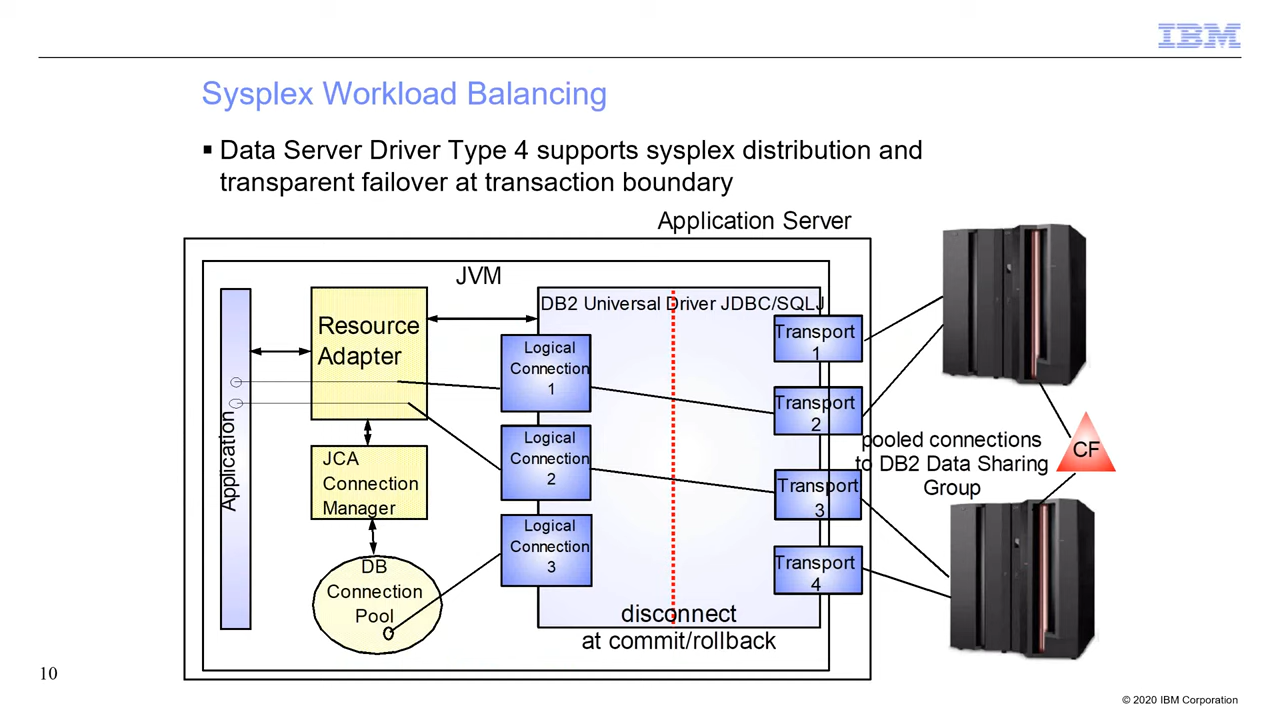 IBM
Sysplex Workload Balancing
▪ Data Server Driver Type 4 supports sysplex distribution and
transparent failover at transaction boundary
Application Server
JVM
Application
Resource
Adapter
JCA
Connection
Manager
DB
Connection
Pool
DB2 Universal Driver JDBC/SQLJ
Logical
Connection
1
Logical
Connection
2
Logical
Connection
3
Transport
1
Transport
2
Transport
3
Transport
4
disconnect
at commit/rollback
pooled connections
to DB2 Data Sharing
Group
CF
10
© 2020 IBM Corporation